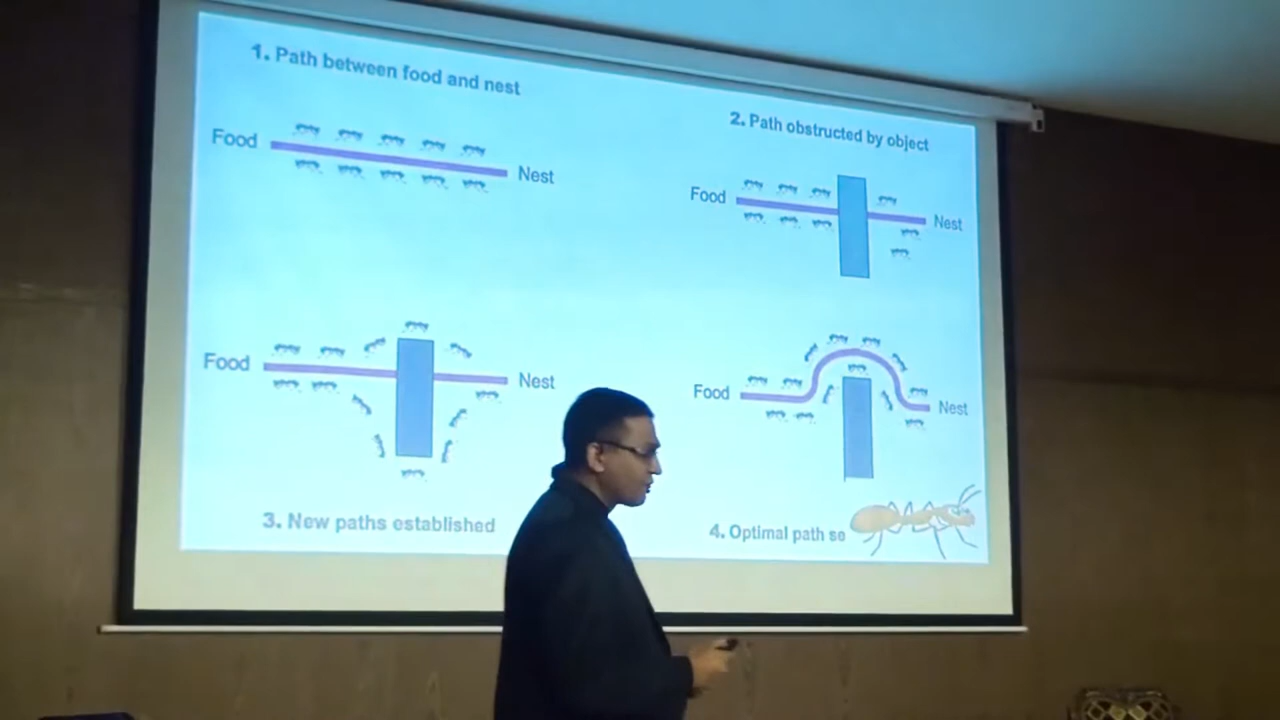 1. Path between food and nest
Food
Nest
2. Path obstructed by object
Food
Nest
Food
Nest
3. New paths established
Food
Nest
4. Optimal path se